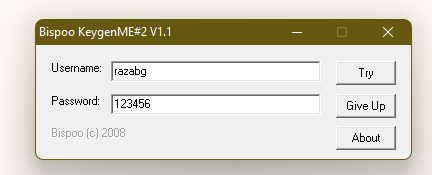 Bispoo KeygenME#2 V1.1
Username: razabg Try
Password: 123456 Give Up
Bispoo (c) 2008 About